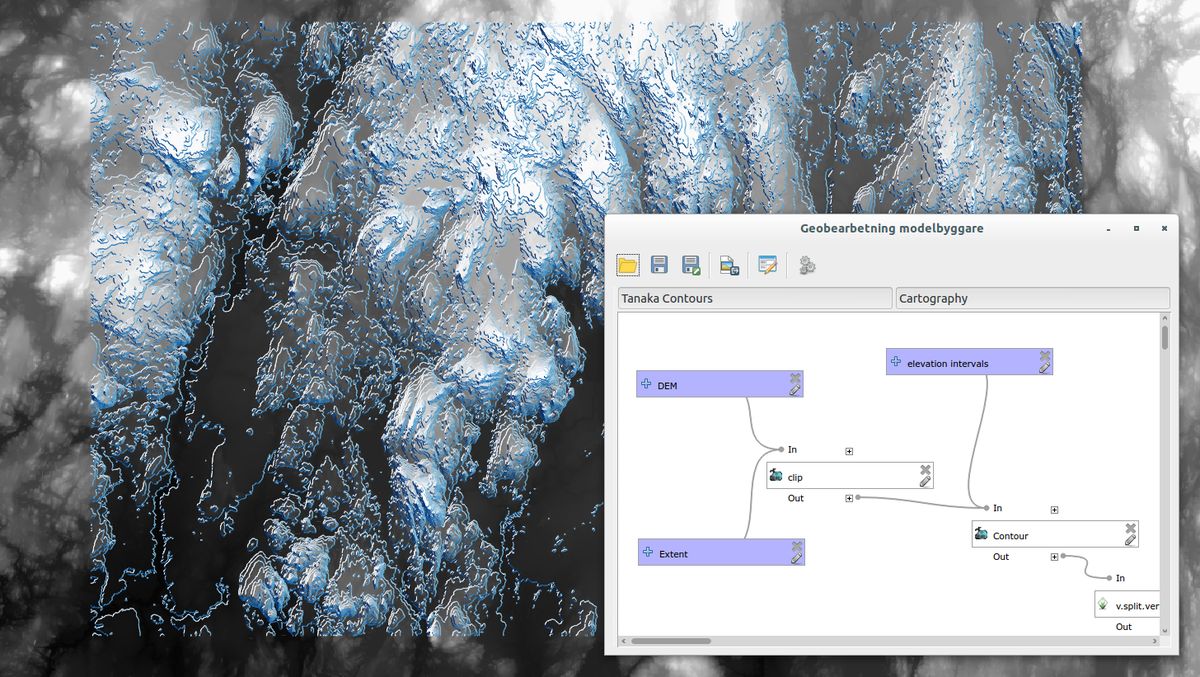 Geobearbetning modelbyggare
Tanaka Contours
Cartography
elevation intervals
DEM
In
clip
Out
In
Contour
Extent
Out
In
v.split.ver
Out